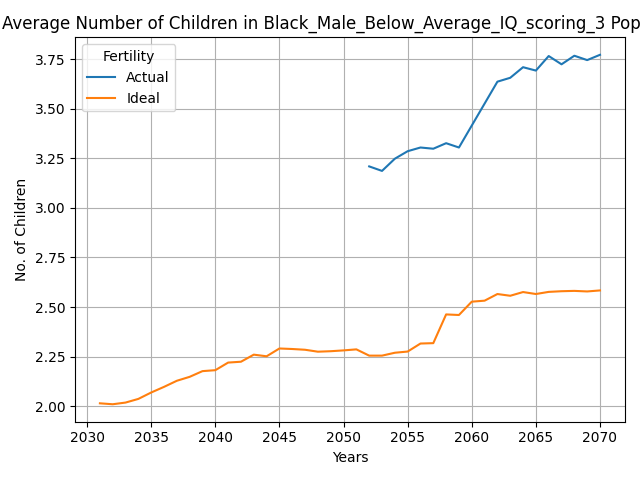 Average Number of Children in Black_Male_Below_Average_IQ_scoring_3 Pop
Fertility
Actual
Ideal
3.75
3.50
3.25
3.00
2.75
2.50
2.25
2.00
No. of Children
2030 2035 2040 2045 2050 2055 2060 2065 2070
Years